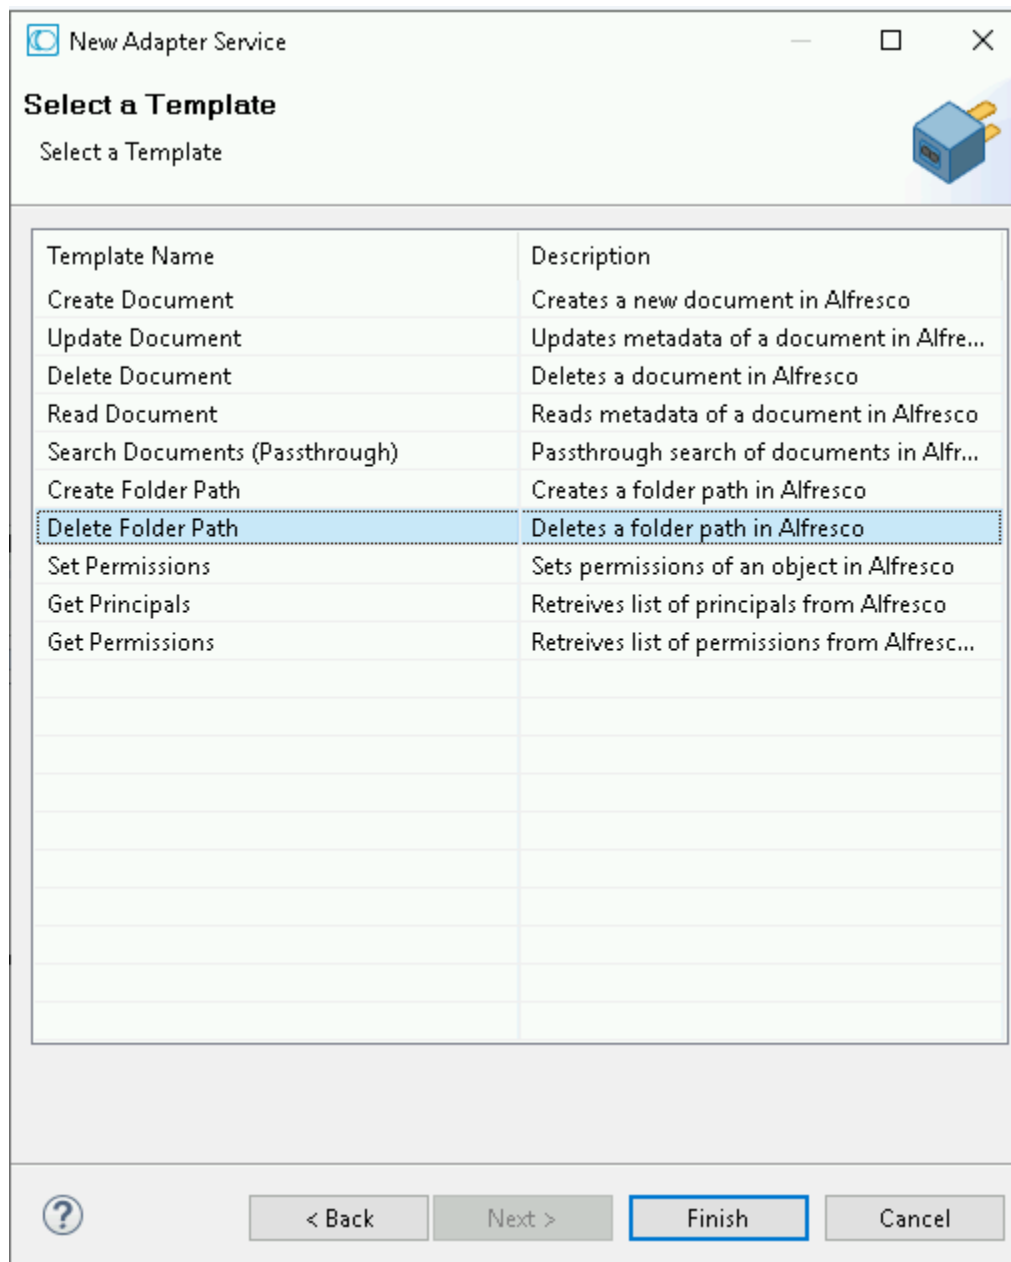 New Adapter Service
Select a Template
Select a Template
Template Name Description
Create Document Creates a new document in Alfresco
Update Document Updates metadata of a document in Alfre...
Delete Document Deletes a document in Alfresco
Read Document Reads metadata of a document in Alfresco
Search Documents (Passthrough) Passthrough search of documents in Alfr...
Create Folder Path Creates a folder path in Alfresco
Delete Folder Path Deletes a folder path in Alfresco
Set Permissions Sets permissions of an object in Alfresco
Get Principals Retreives list of principals from Alfresco
Get Permissions Retreives list of permissions from Alfresc...
? < Back Next > Finish Cancel